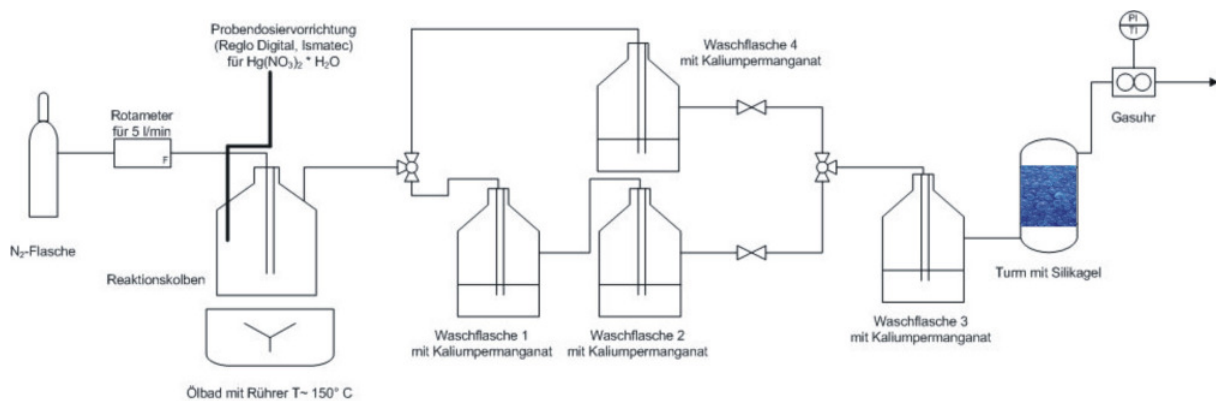 Probendosiervorrichtung
(Reglo Digital, Ismatec)
für Hg(NO₃)₂ * H₂O
Rotameter
für 5 l/min
F
N₂-Flasche
Reaktionskolben
Ölbad mit Rührer T~ 150° C
Waschflasche 4
mit Kaliumpermanganat
Waschflasche 1
mit Kaliumpermanganat
Waschflasche 2
mit Kaliumpermanganat
Waschflasche 3
mit Kaliumpermanganat
Turm mit Silikagel
PI
TI
Gasuhr